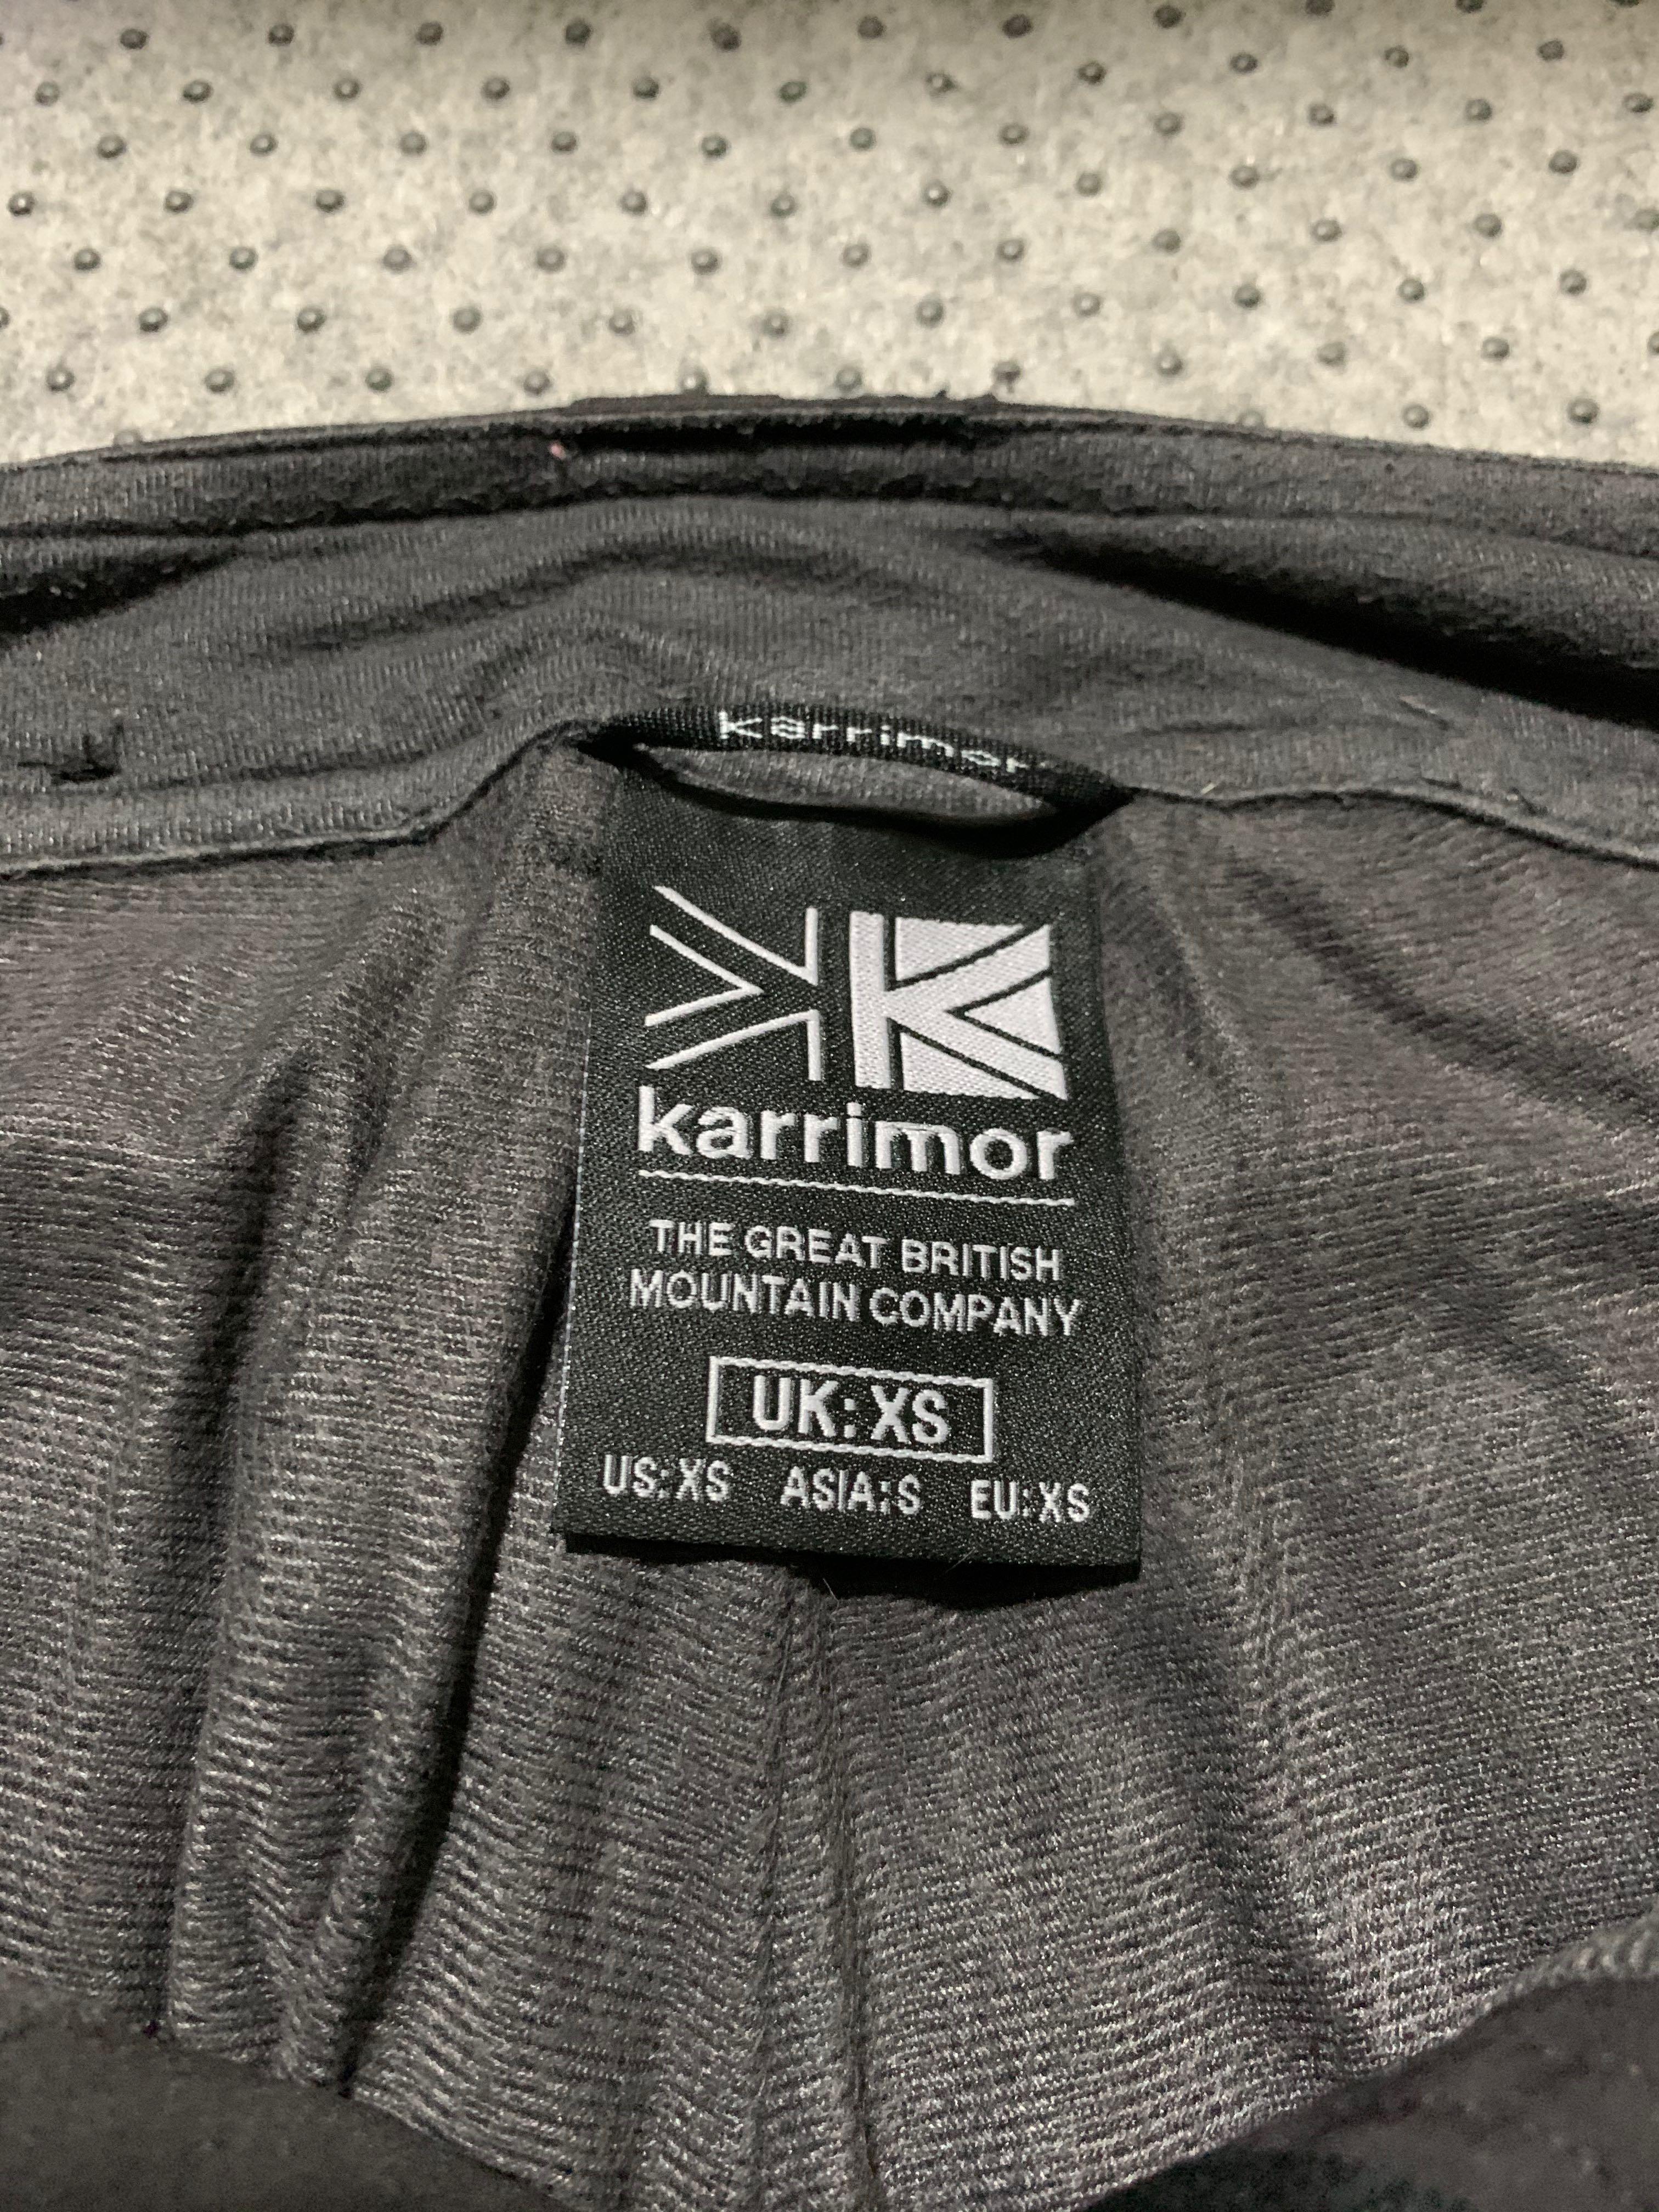 karrimor
karrimor
THE GREAT BRITISH
MOUNTAIN COMPANY
UK: XS
US: XS ASIA: S EU: XS